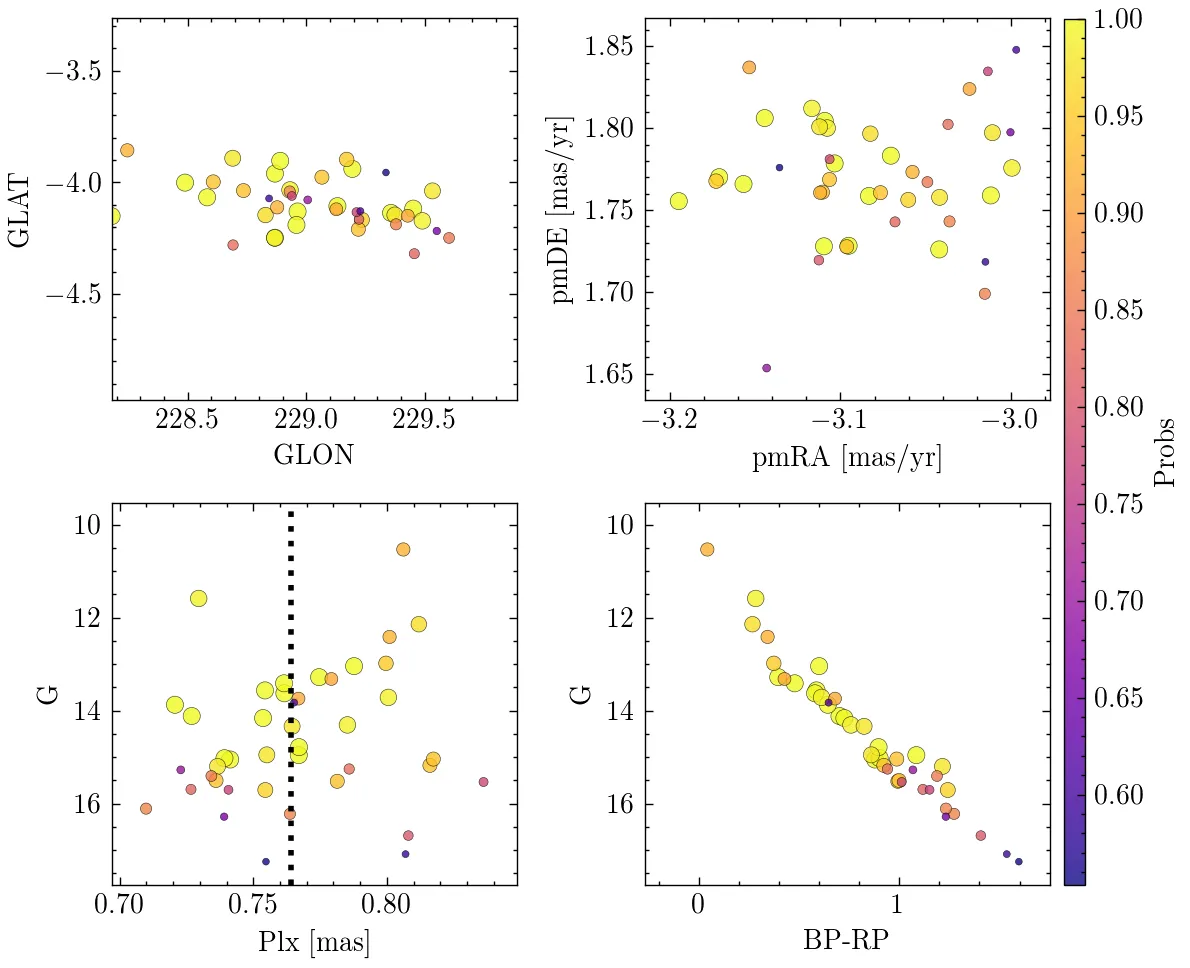 −3.5
−4.0
−4.5
GLAT
228.5 229.0 229.5
GLON
1.85
1.80
1.75
1.70
1.65
pmDE [mas/yr]
−3.2 −3.1 −3.0
pmRA [mas/yr]
1.00
0.95
0.90
0.85
0.80
0.75
0.70
0.65
0.60
Probs
10
12
14
16
G
0.70 0.75 0.80
Plx [mas]
10
12
14
16
G
0 1
BP-RP